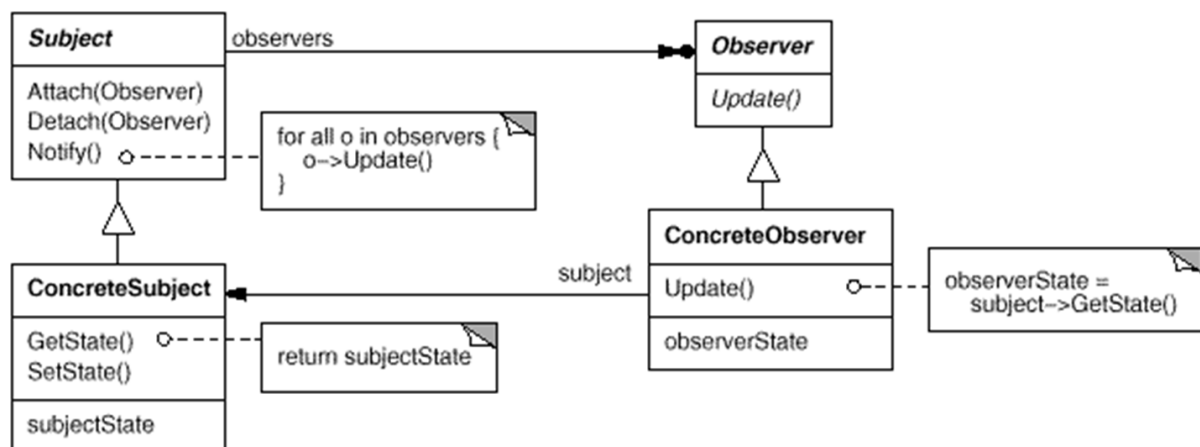 Subject
Attach(Observer)
Detach(Observer)
Notify()
observers
for all o in observers {
o->Update()
}
Observer
Update()
ConcreteSubject
GetState()
SetState()
subjectState
return subjectState
subject
ConcreteObserver
Update()
observerState
observerState =
subject->GetState()